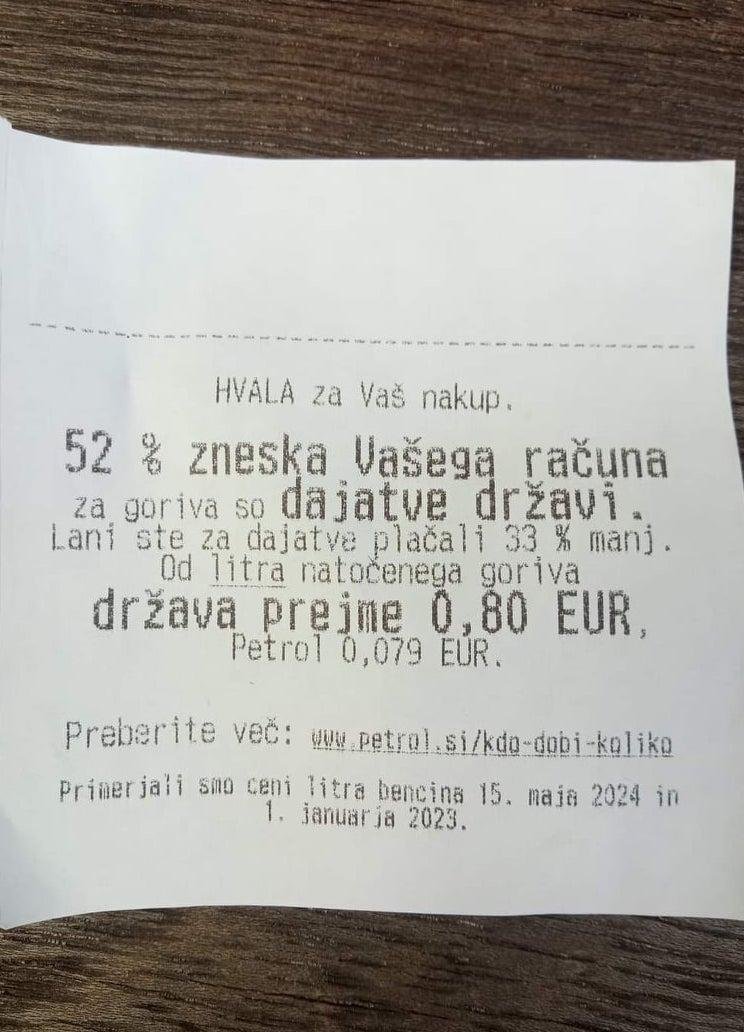 HVALA za Vaš nakup.
52 % zneska Vašega računa
za goriva so dajatve državi.
Lani ste za dajatve plačali 33 % manj.
Od litra natočenega goriva
država prejme 0,80 EUR,
Petrol 0,079 EUR.
Preberite več: www.petrol.si/kdo-dobi-koliko
Primerjali smo ceni litra bencina 15. maja 2024 in
1. januarja 2023.